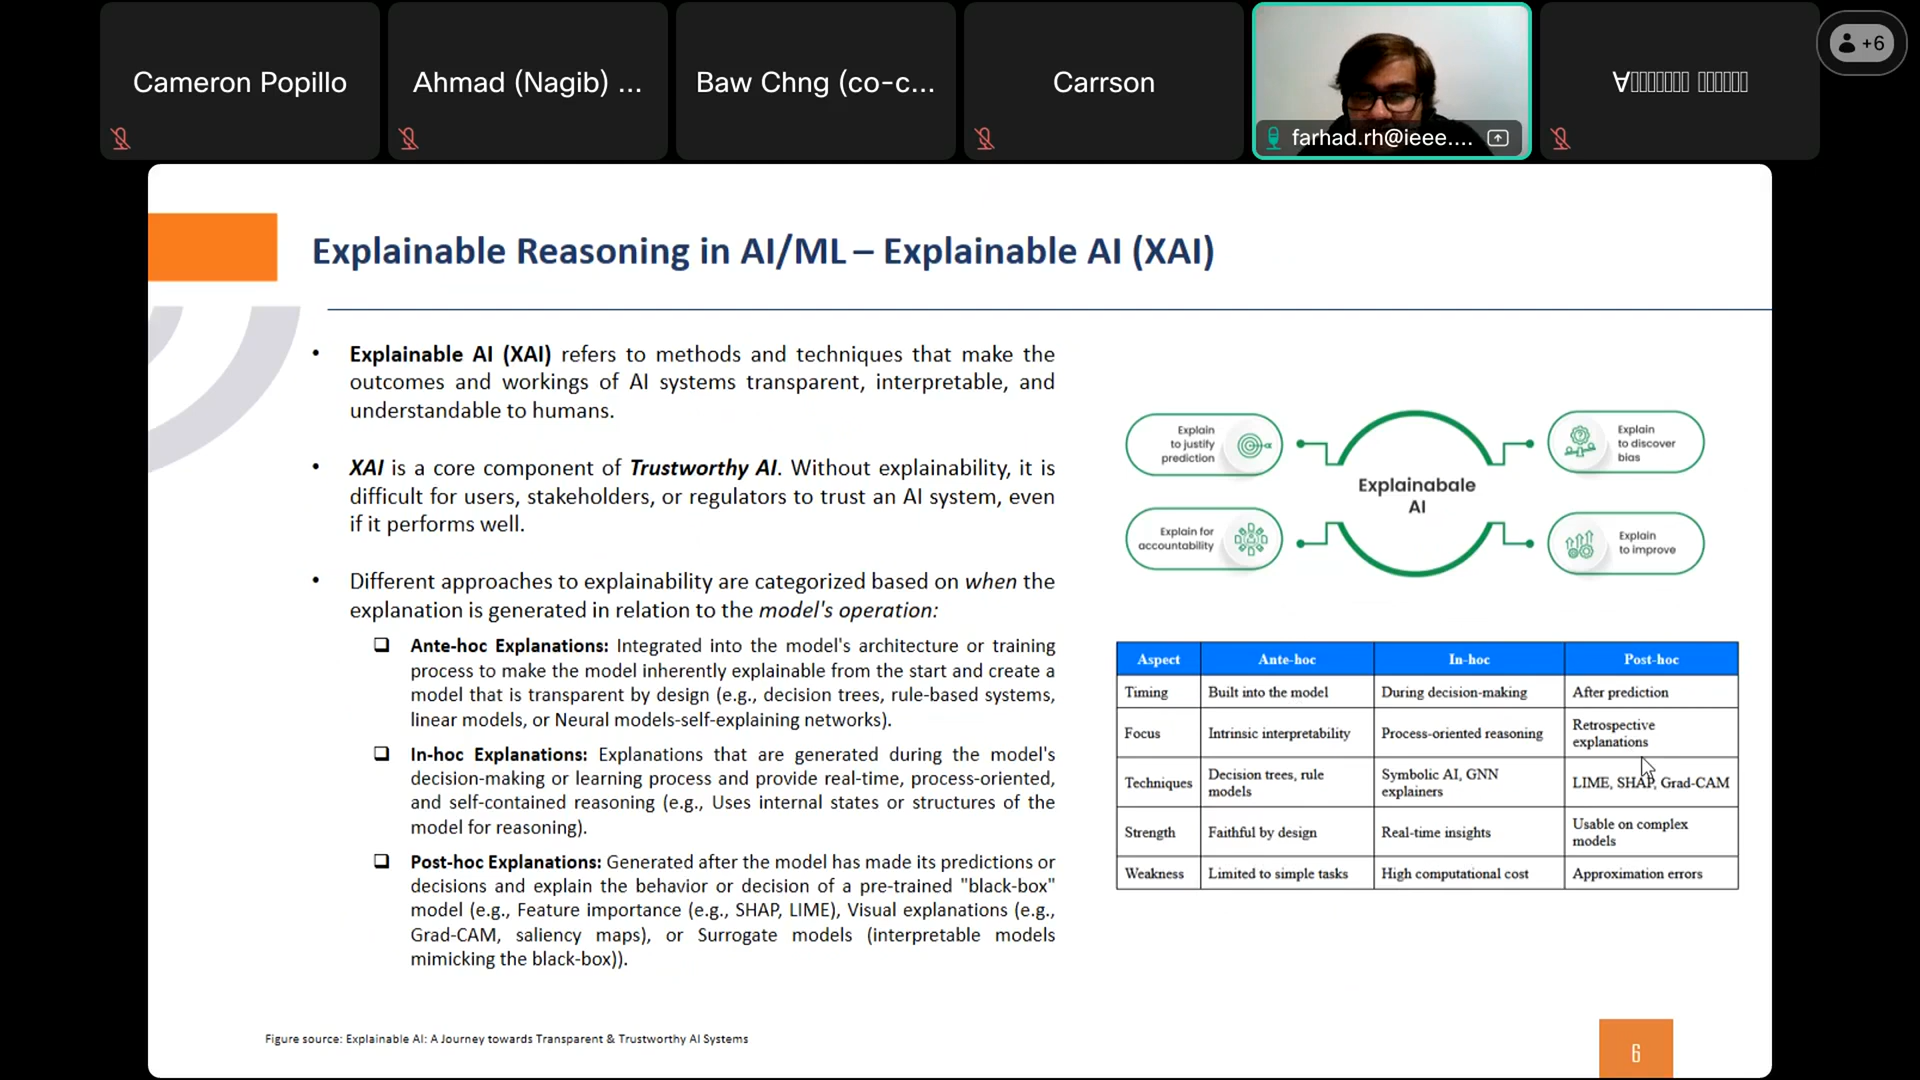 Cameron Popillo
Ahmad (Nagib) ...
Baw Chng (co-c...
Carrson
farhad.rh@ieee....
+6
Explainable Reasoning in AI/ML – Explainable AI (XAI)
• Explainable AI (XAI) refers to methods and techniques that make the
outcomes and workings of AI systems transparent, interpretable, and
understandable to humans.
• XAI is a core component of Trustworthy AI. Without explainability, it is
difficult for users, stakeholders, or regulators to trust an AI system, even
if it performs well.
• Different approaches to explainability are categorized based on when the
explanation is generated in relation to the model's operation:
❑ Ante-hoc Explanations: Integrated into the model's architecture or training
process to make the model inherently explainable from the start and create a
model that is transparent by design (e.g., decision trees, rule-based systems,
linear models, or Neural models-self-explaining networks).
❑ In-hoc Explanations: Explanations that are generated during the model's
decision-making or learning process and provide real-time, process-oriented,
and self-contained reasoning (e.g., Uses internal states or structures of the
model for reasoning).
❑ Post-hoc Explanations: Generated after the model has made its predictions or
decisions and explain the behavior or decision of a pre-trained "black-box"
model (e.g., Feature importance (e.g., SHAP, LIME), Visual explanations (e.g.,
Grad-CAM, saliency maps), or Surrogate models (interpretable models
mimicking the black-box)).
Explain
to justify
prediction
Explain for
accountability
Explainabale
AI
Explain
to discover
bias
Explain
to improve
Aspect Ante-hoc In-hoc Post-hoc
Timing Built into the model During decision-making After prediction
Focus Intrinsic interpretability Process-oriented reasoning Retrospective
explanations
Techniques Decision trees, rule
models Symbolic AI, GNN
explainers LIME, SHAP, Grad-CAM
Strength Faithful by design Real-time insights Usable on complex
models
Weakness Limited to simple tasks High computational cost Approximation errors
Figure source: Explainable AI: A Journey towards Transparent & Trustworthy AI Systems
6